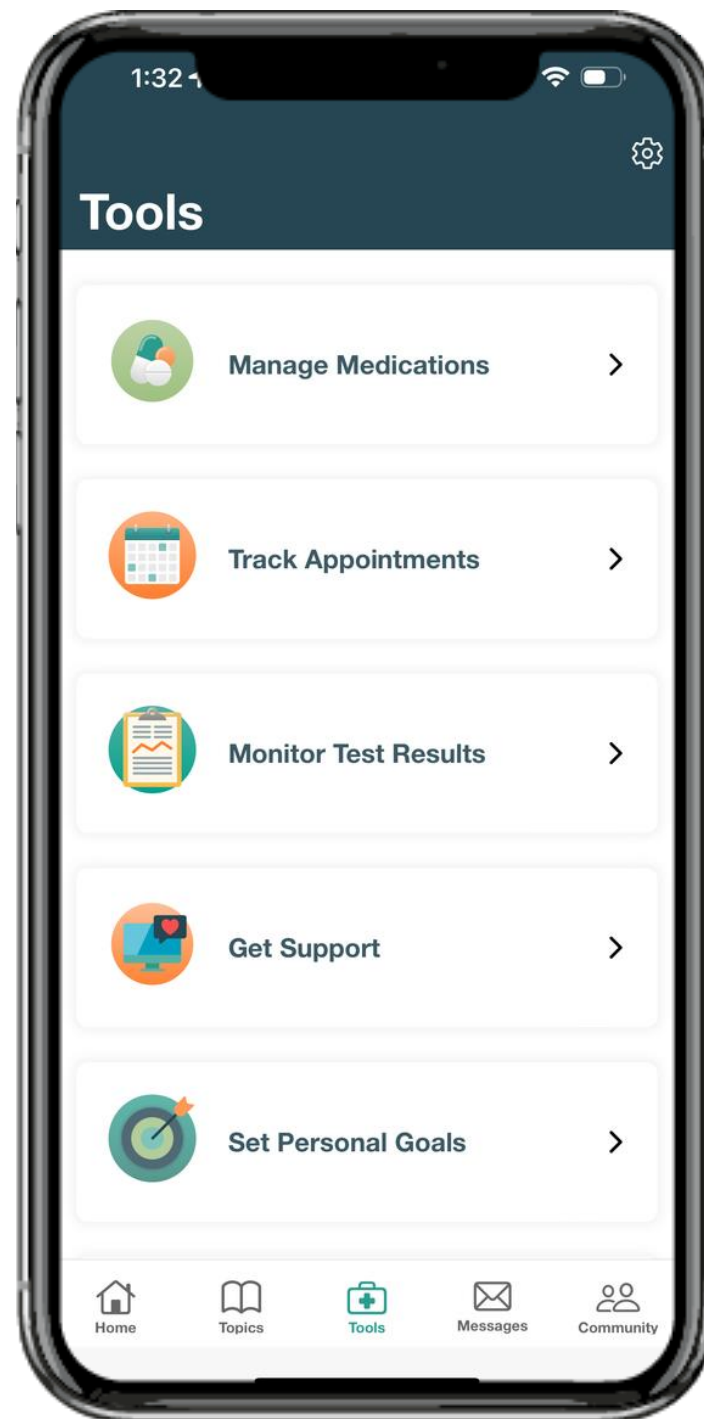 1:32
Tools
Manage Medications
Track Appointments
Monitor Test Results
Get Support
Set Personal Goals
Home Topics Tools Messages Community